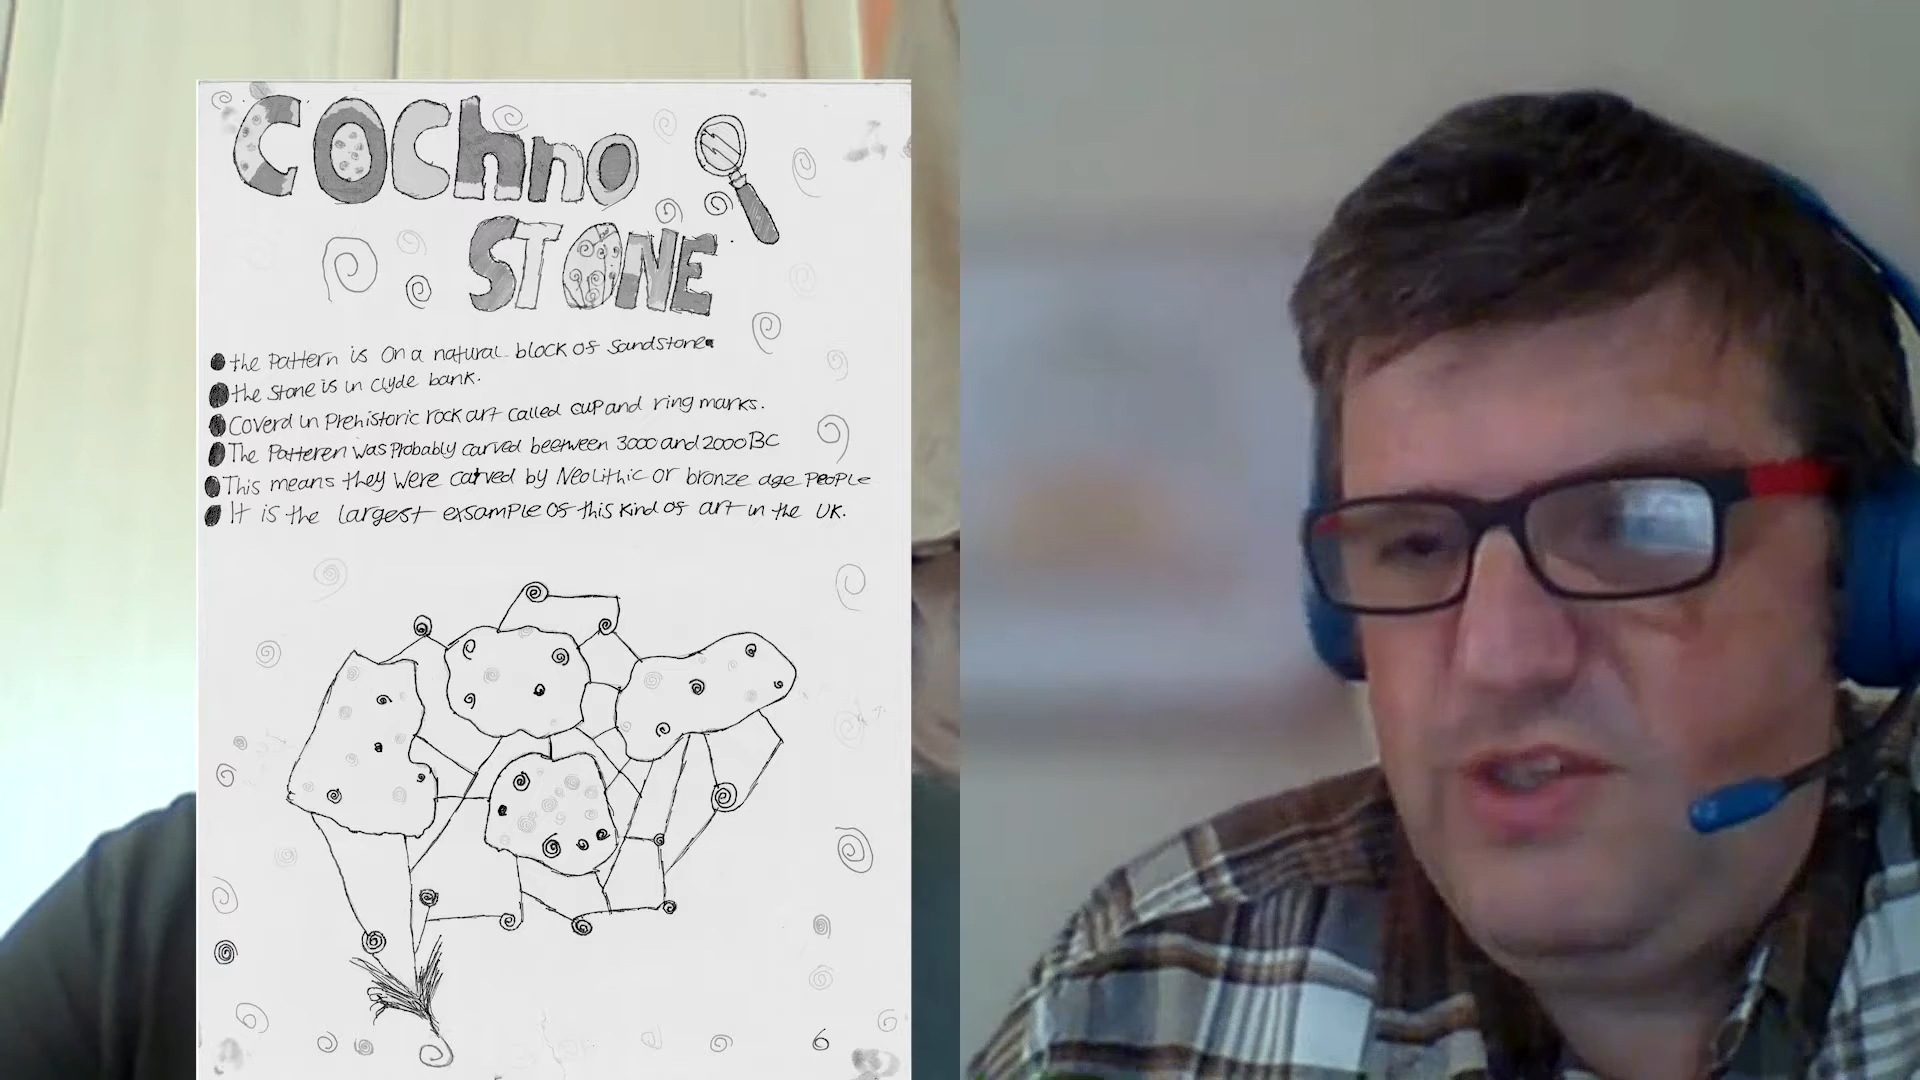 COChno
STONE
the Pattern is on a natural block of Sandstone.
the Stone is in Clyde bank.
Coverd in Prehistoric rock art called cup and ring marks.
The Patteren was Probably carved beetween 3000 and 2000 BC
This means they were carved by Neolithic or bronze age People
It is the largest exsample of this kind of art in the UK.
6